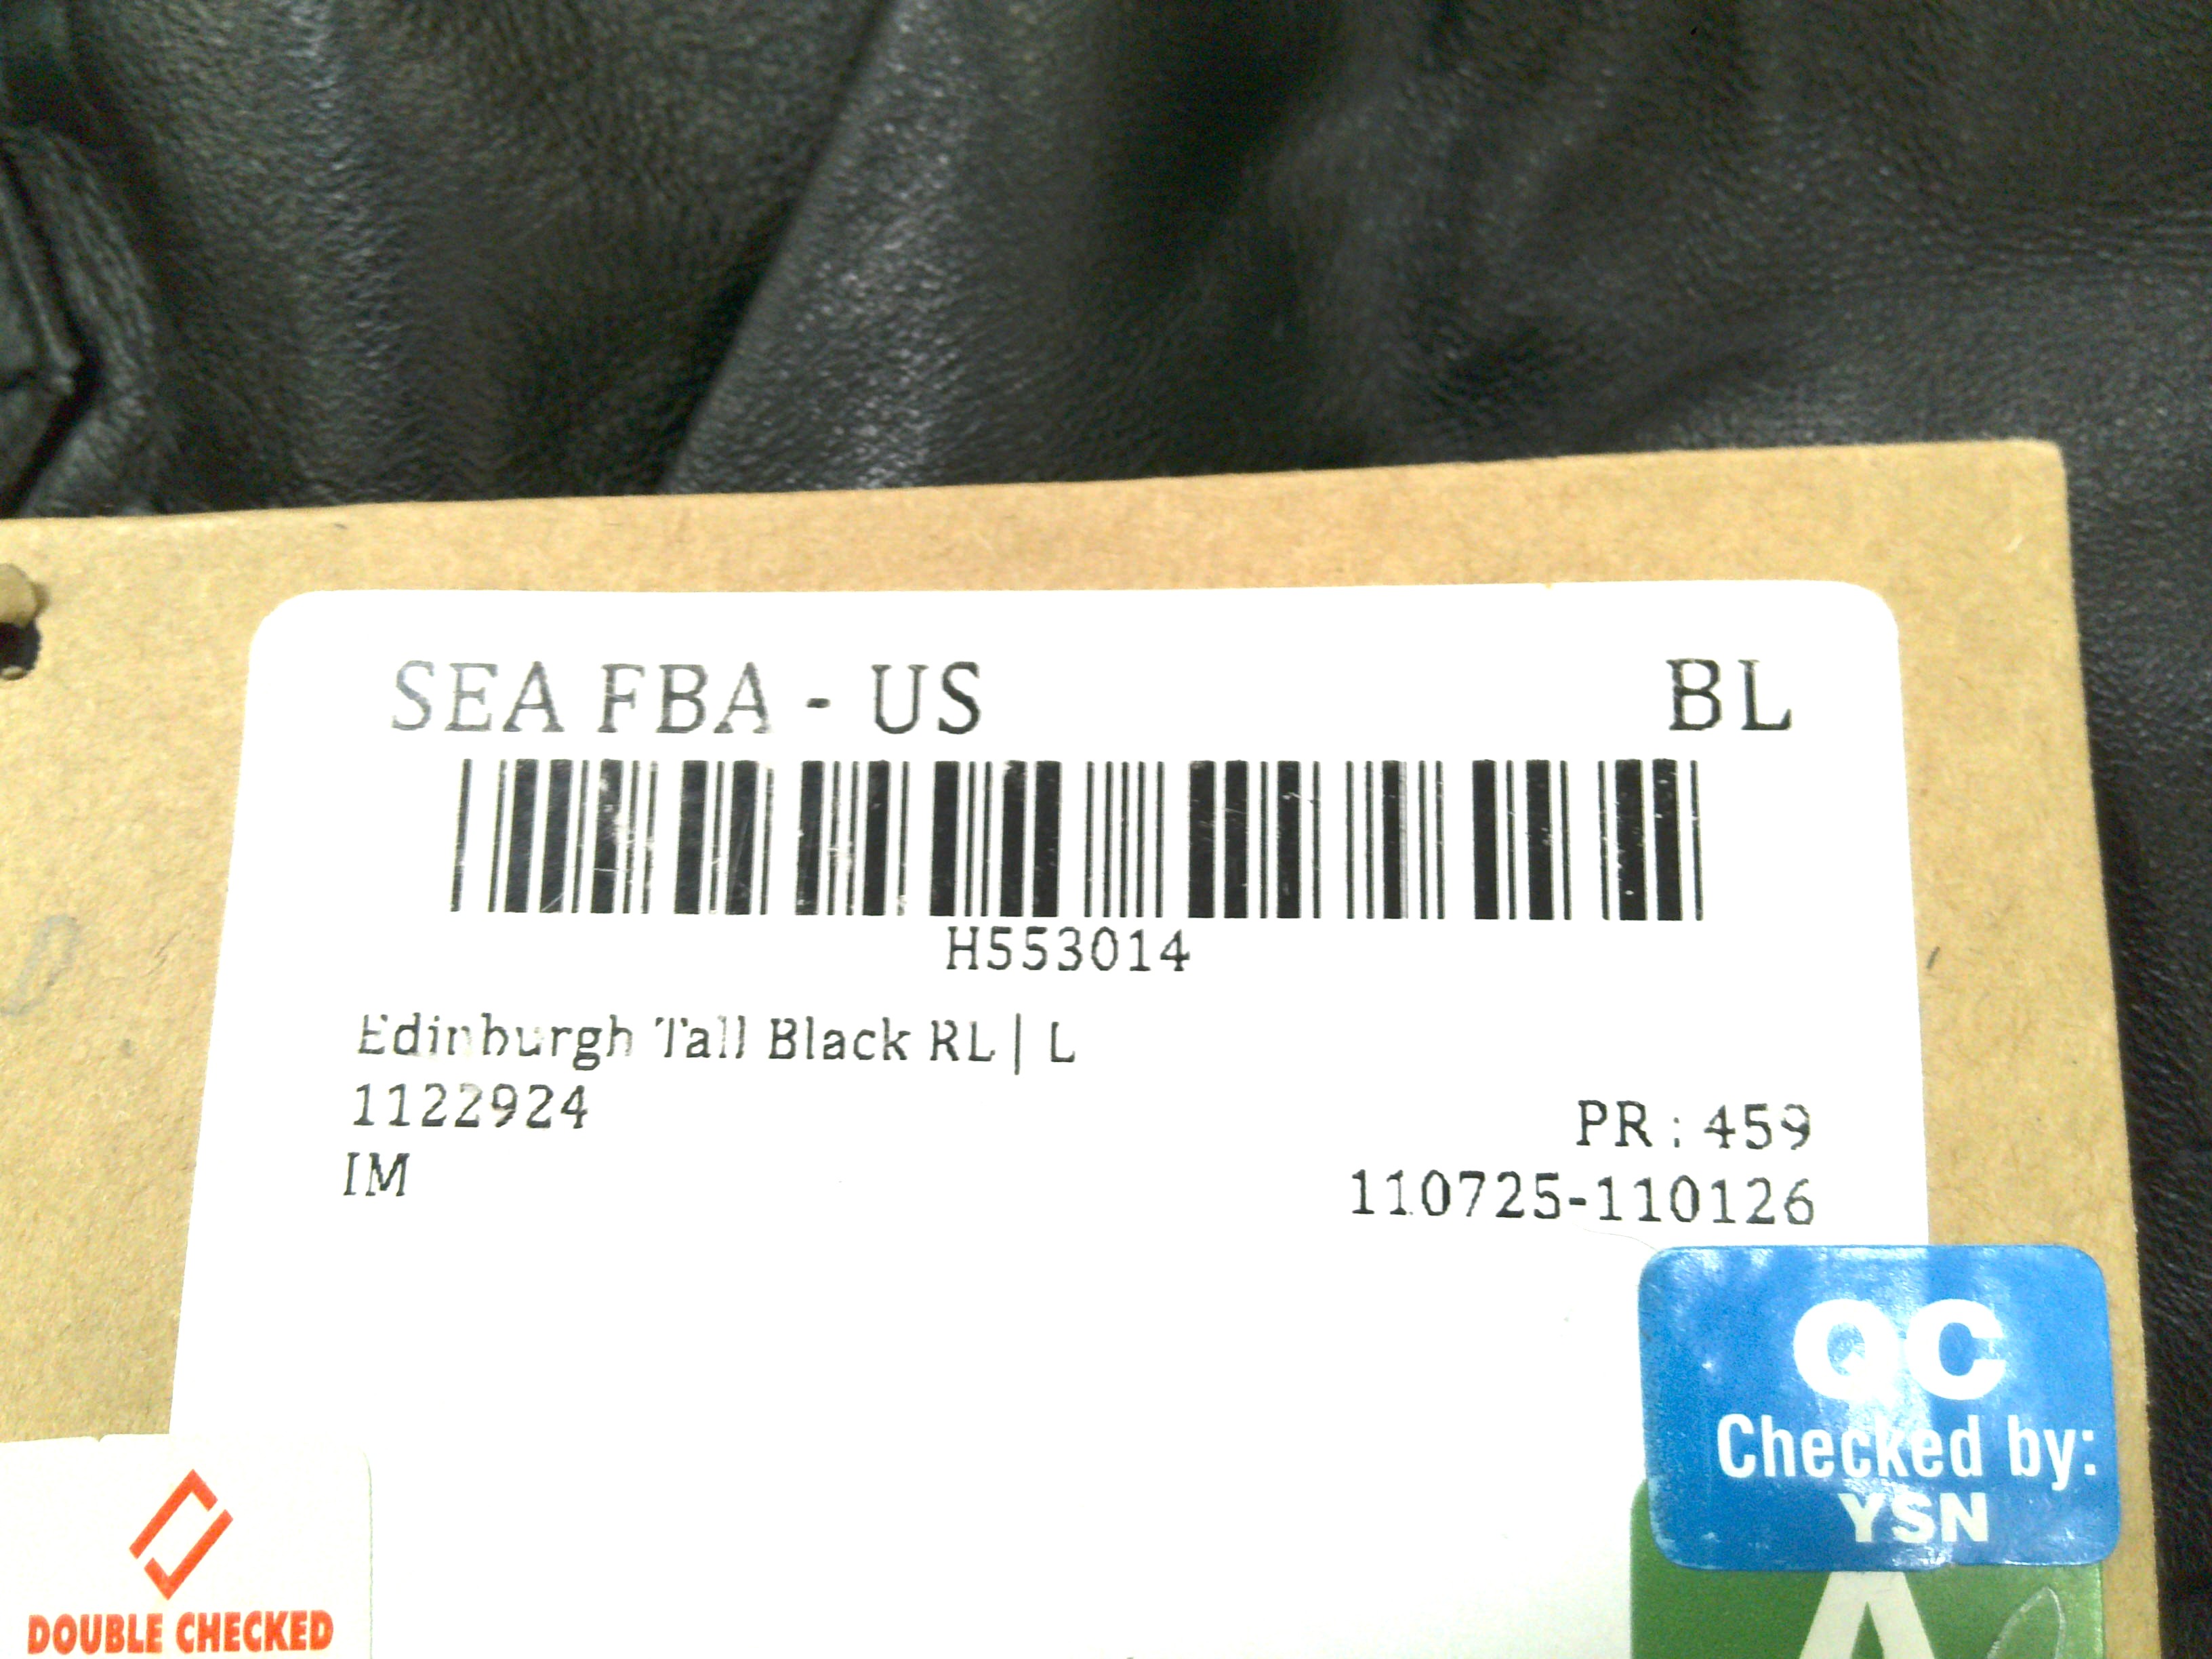 SEA FBA - US BL
H553014
Edinburgh Tall Black RL | L
1122924
PR : 459
IM
110725-110126
QC
Checked by:
YSN
A
DOUBLE CHECKED